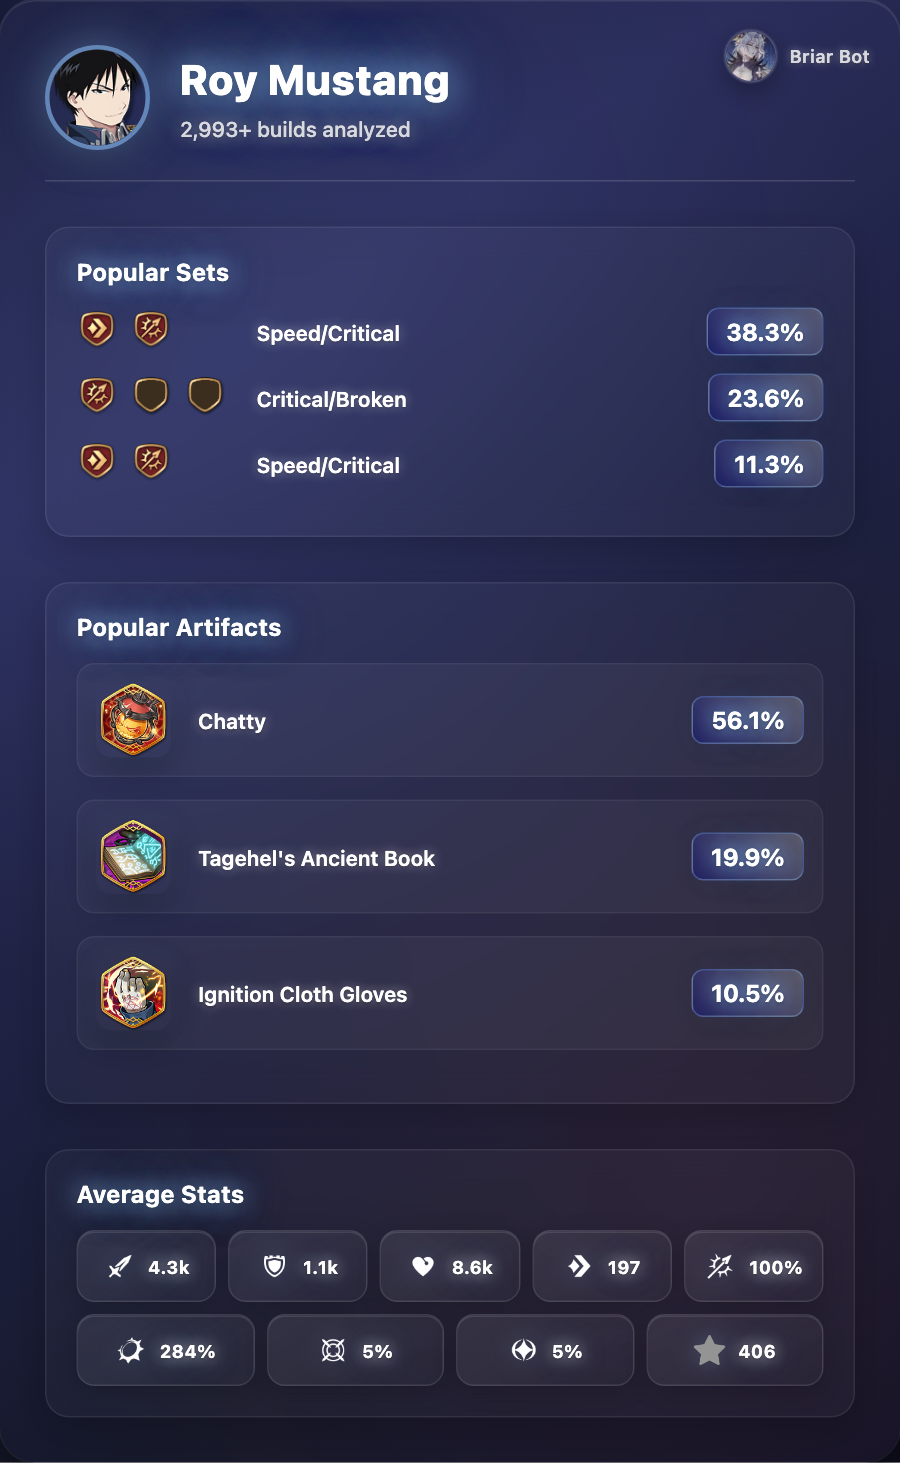 Roy Mustang
2,993+ builds analyzed
Briar Bot
Popular Sets
Speed/Critical
38.3%
Critical/Broken
23.6%
Speed/Critical
11.3%
Popular Artifacts
Chatty
56.1%
Tagehel's Ancient Book
19.9%
Ignition Cloth Gloves
10.5%
Average Stats
4.3k
1.1k
8.6k
197
100%
284%
5%
5%
406